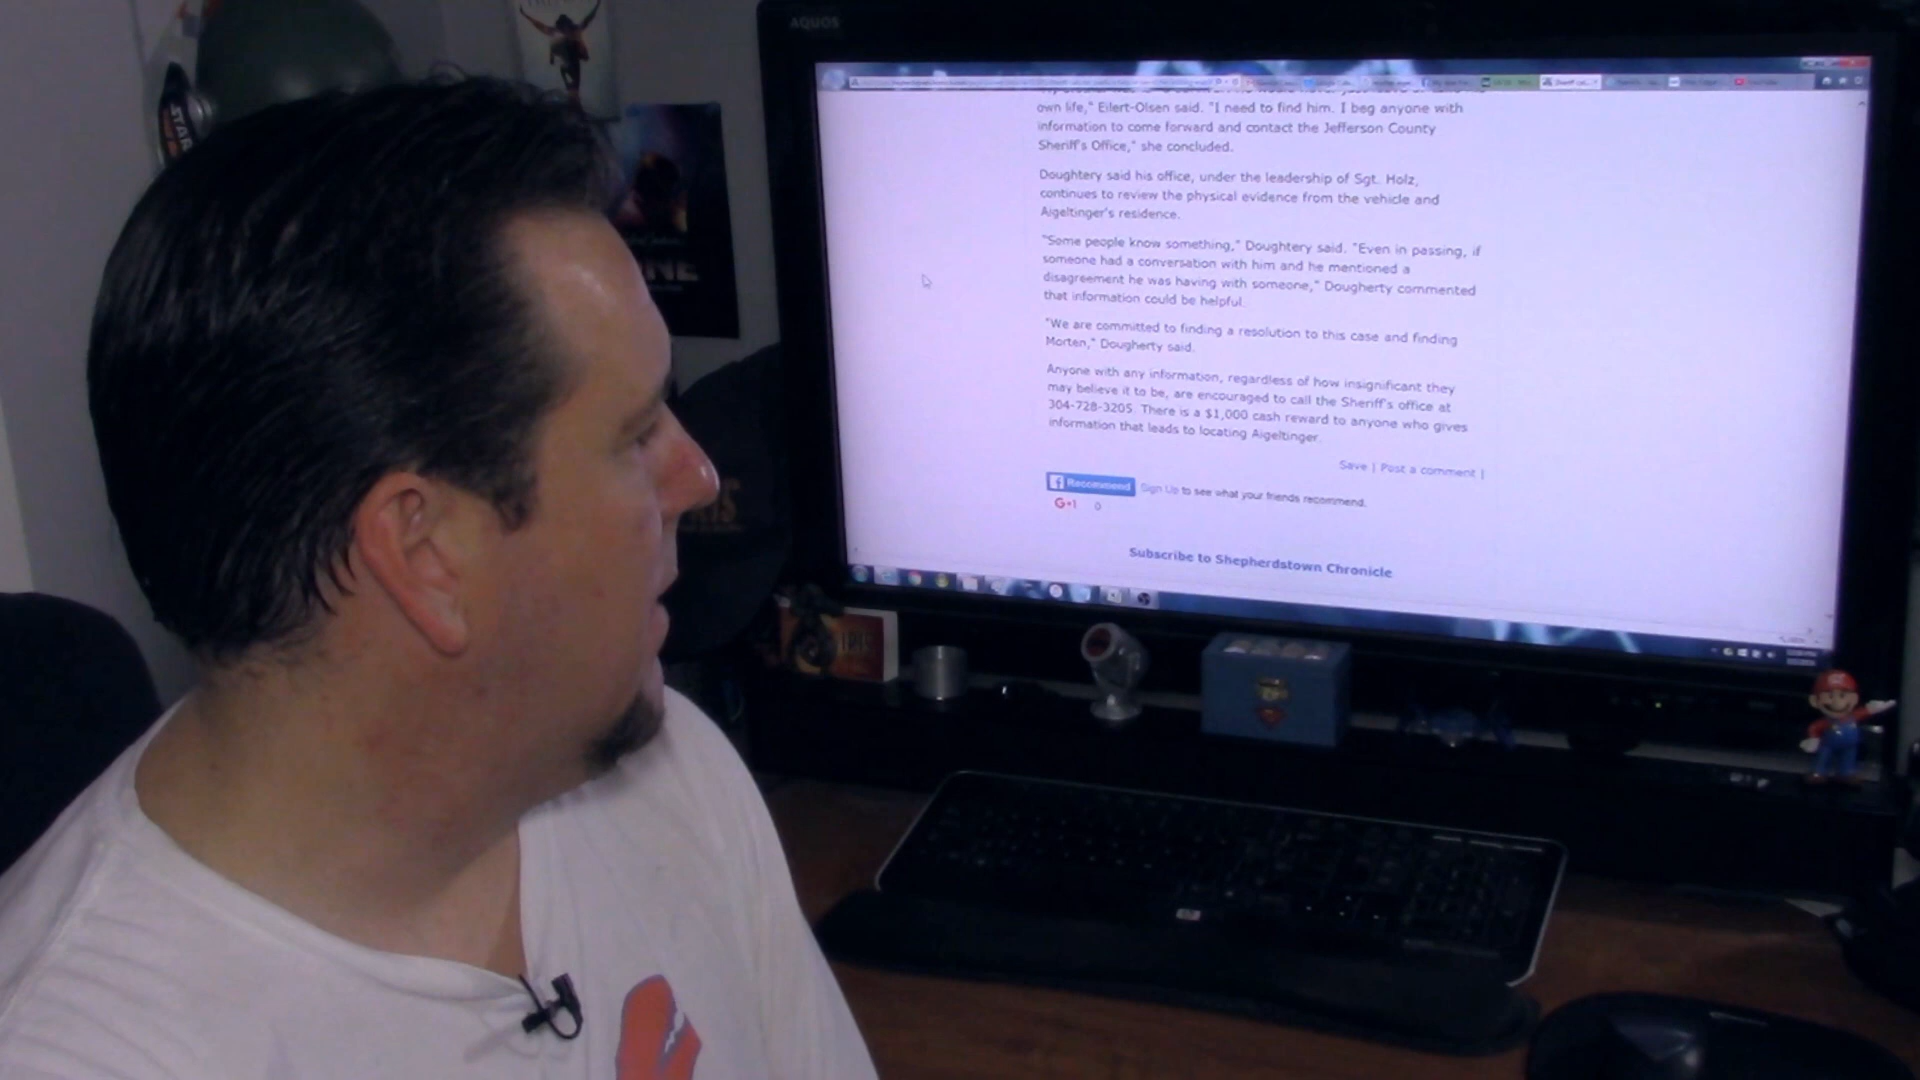 AQUOS
own life," Eilert-Olsen said. "I need to find him. I beg anyone with
information to come forward and contact the Jefferson County
Sheriff's Office," she concluded.
Doughtery said his office, under the leadership of Sgt. Holz,
continues to review the physical evidence from the vehicle and
Aigeltinger's residence.
"Some people know something," Doughtery said. "Even in passing, if
someone had a conversation with him and he mentioned a
disagreement he was having with someone," Dougherty commented
that information could be helpful.
"We are committed to finding a resolution to this case and finding
Morten," Dougherty said.
Anyone with any information, regardless of how insignificant they
may believe it to be, are encouraged to call the Sheriff's office at
304-728-3205. There is a $1,000 cash reward to anyone who gives
information that leads to locating Aigeltinger.
Save | Post a comment |
f Recommend Sign Up to see what your friends recommend.
G+1 0
Subscribe to Shepherdstown Chronicle
STAR
hp